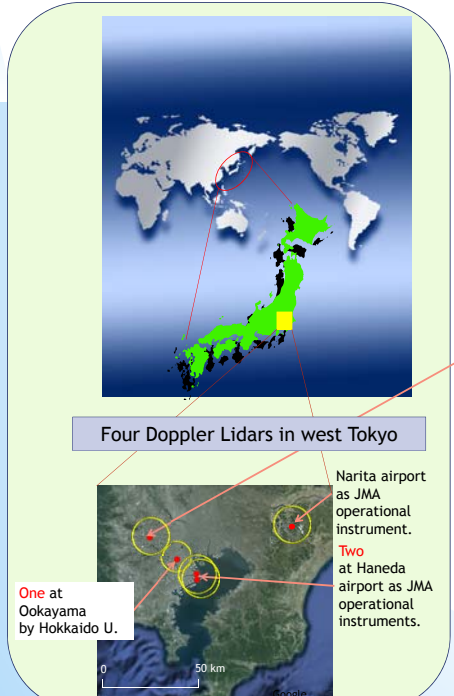 Four Doppler Lidars in west Tokyo
Narita airport
as JMA
operational
instrument.
Two
at Haneda
airport as JMA
operational
instruments.
One at
Ookayama
by Hokkaido U.
0 50 km
Google